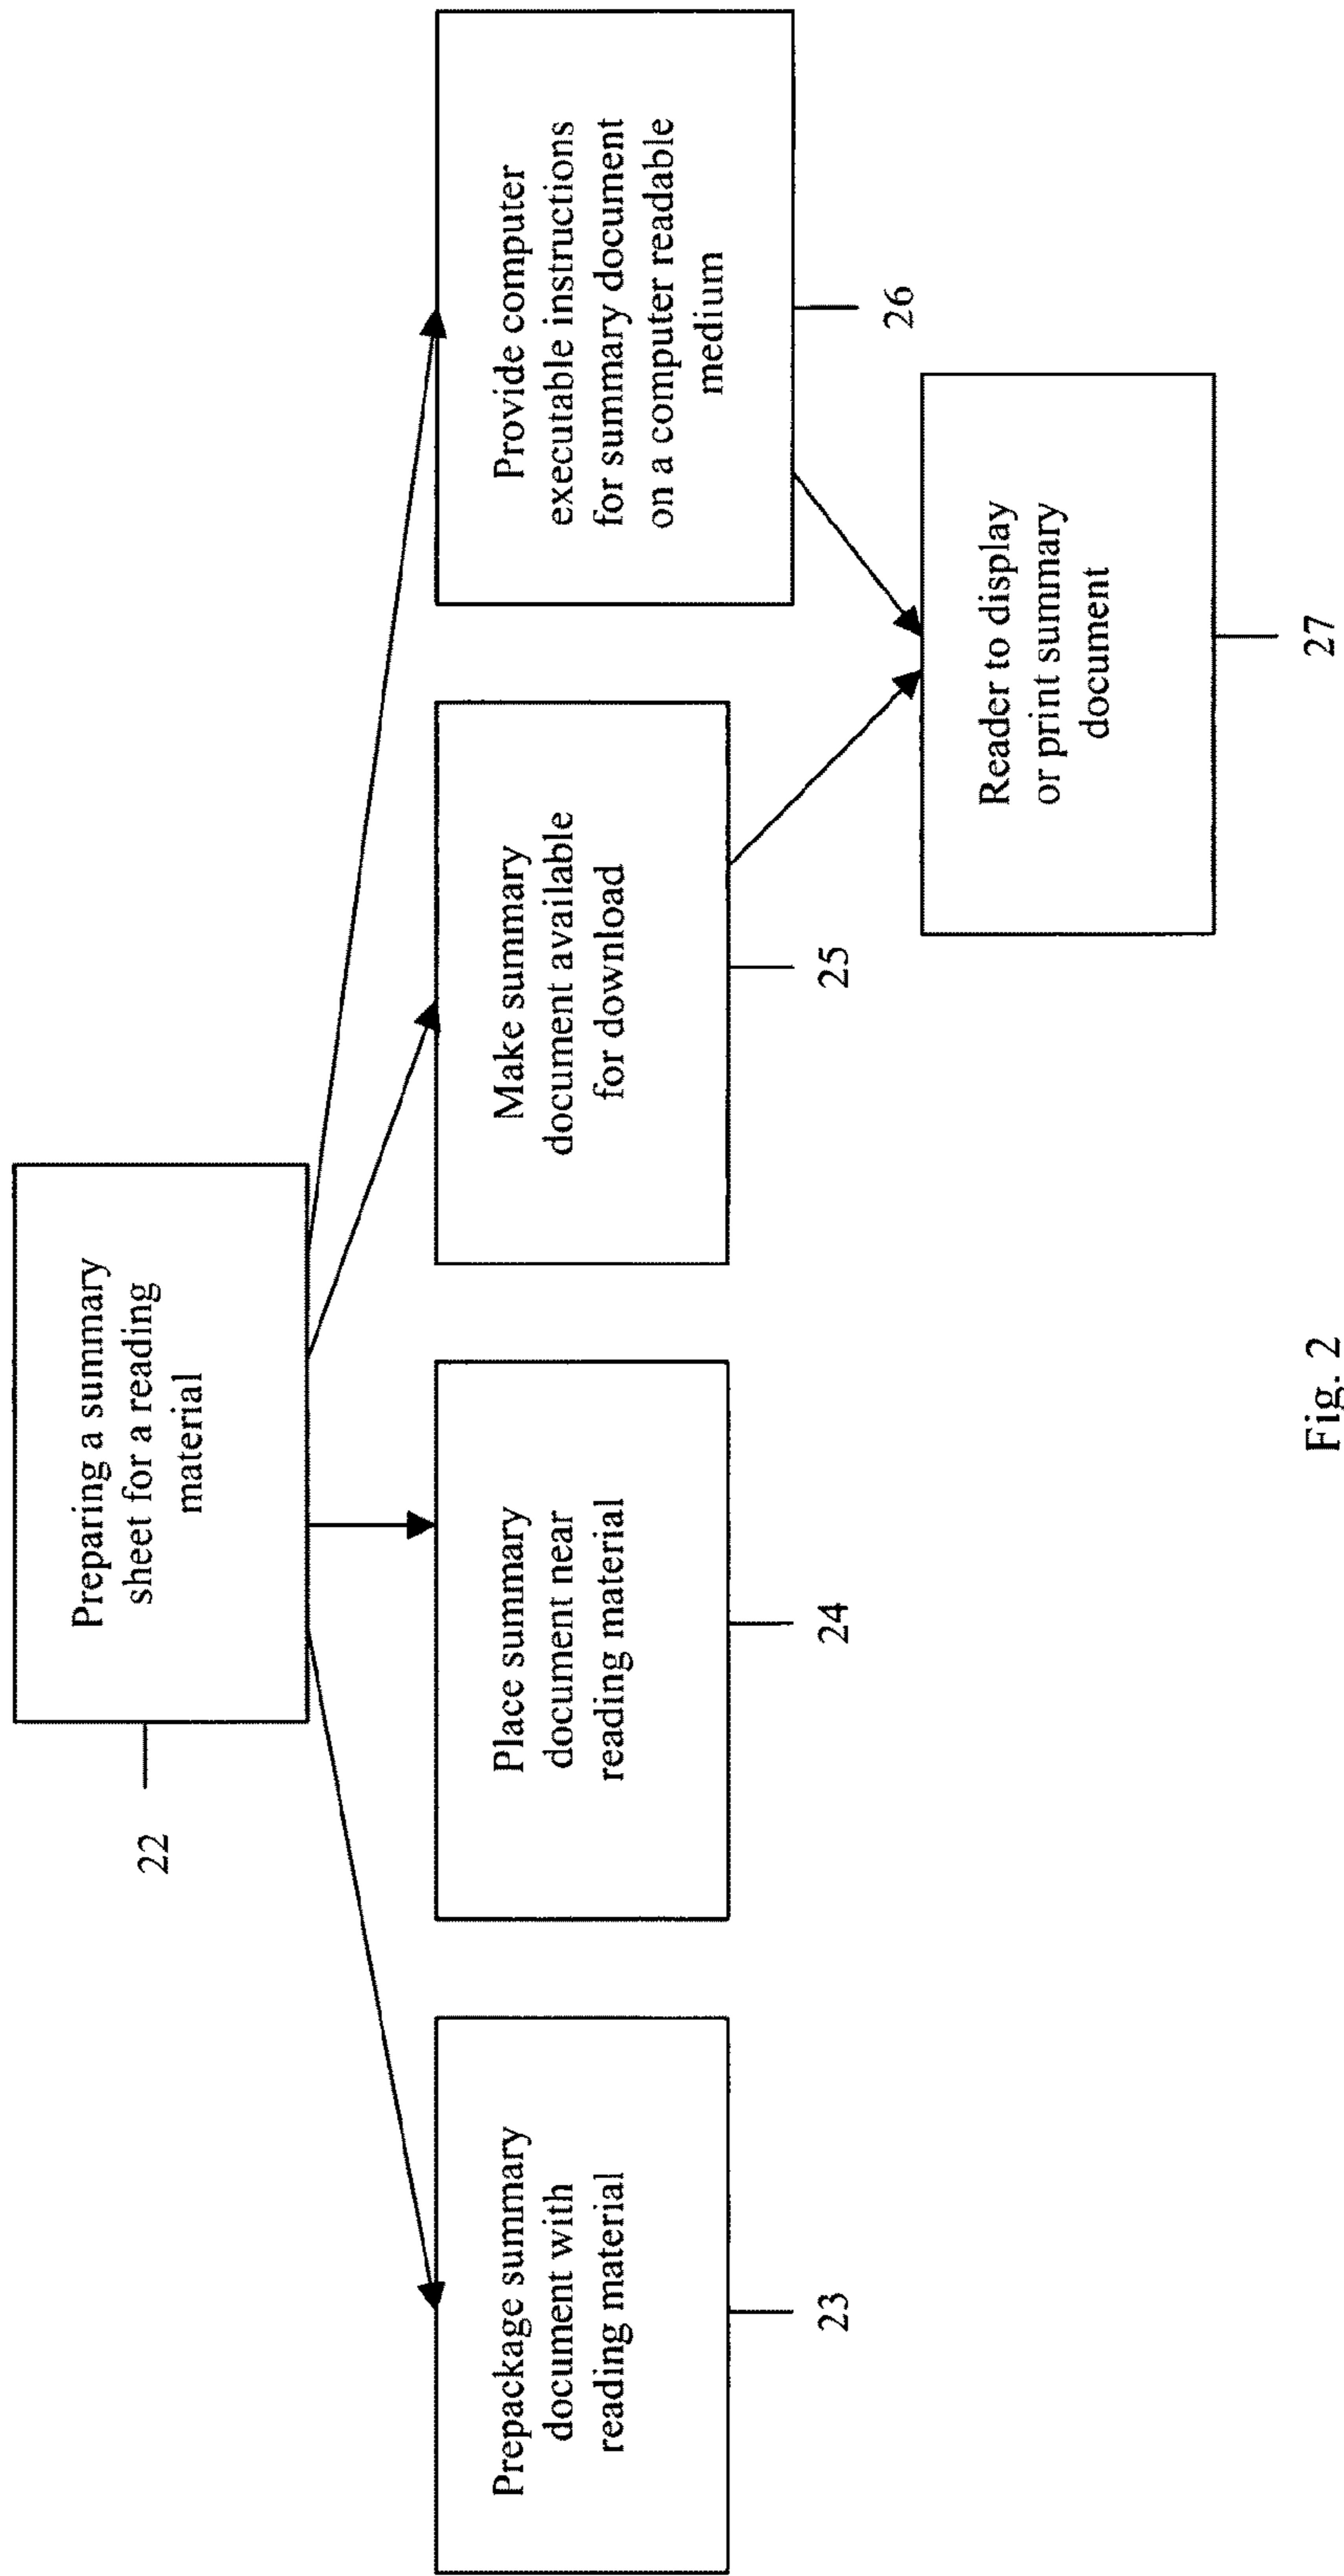 Preparing a summary
sheet for a reading
material
22
Prepackage summary
document with
reading material
23
Place summary
document near
reading material
24
Make summary
document available
for download
25
Provide computer
executable instructions
for summary document
on a computer readable
medium
26
Reader to display
or print summary
document
27
Fig. 2